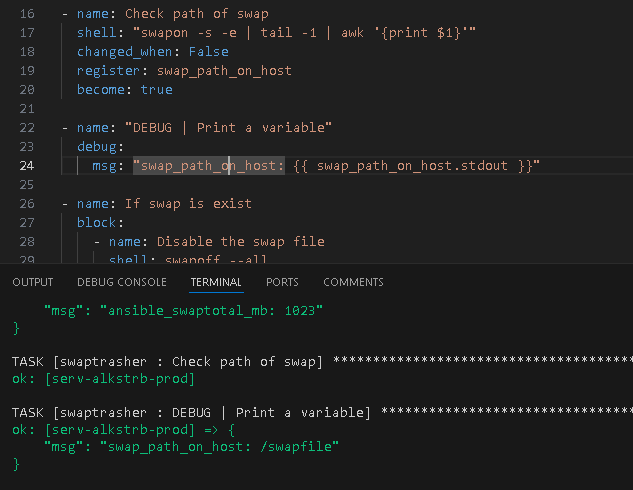 16 - name: Check path of swap
17 shell: "swapon -s -e | tail -1 | awk '{print $1}'"
18 changed_when: False
19 register: swap_path_on_host
20 become: true
21
22 - name: "DEBUG | Print a variable"
23 debug:
24 msg: "swap_path_on_host: {{ swap_path_on_host.stdout }}"
25
26 - name: If swap is exist
27 block:
28 - name: Disable the swap file
29 shell: swapoff --all
OUTPUT DEBUG CONSOLE TERMINAL PORTS COMMENTS
"msg": "ansible_swaptotal_mb: 1023"
}
TASK [swaptrasher : Check path of swap] *************************************
ok: [serv-alkstrb-prod]
TASK [swaptrasher : DEBUG | Print a variable] *******************************
ok: [serv-alkstrb-prod] => {
"msg": "swap_path_on_host: /swapfile"
}